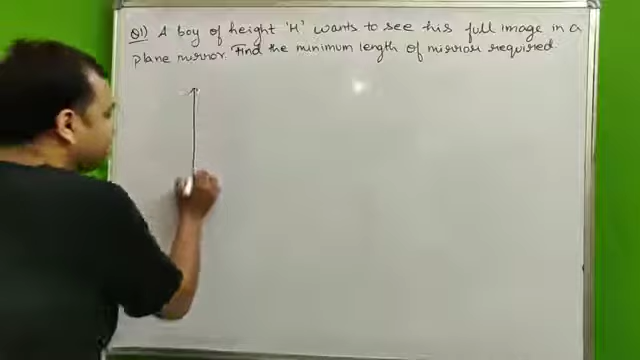 Q1) A boy of height 'H' wants to see his full image in a
plane mirror. Find the minimum length of mirror required.